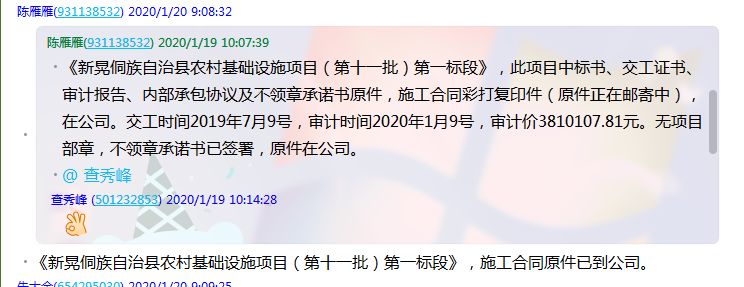 陈雁雁(931138532) 2020/1/20 9:08:32
陈雁雁(931138532) 2020/1/19 10:07:39
《新晃侗族自治县农村基础设施项目（第十一批）第一标段》，此项目中标书、交工证书、
审计报告、内部承包协议及不领章承诺书原件，施工合同彩打复印件（原件正在邮寄中），
在公司。交工时间2019年7月9号，审计时间2020年1月9号，审计价3810107.81元。无项目
部章，不领章承诺书已签署，原件在公司。
@ 查秀峰
查秀峰 (501232853) 2020/1/19 10:14:28
《新晃侗族自治县农村基础设施项目（第十一批）第一标段》，施工合同原件已到公司。
(654295030) 2020/1/20 9:09:25